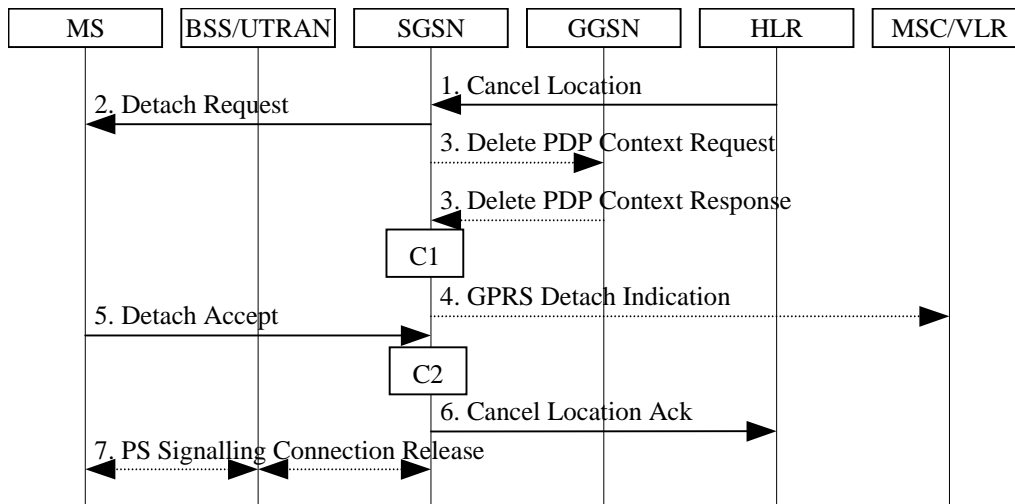 MS BSS/UTRAN SGSN GGSN HLR MSC/VLR
1. Cancel Location
2. Detach Request
3. Delete PDP Context Request
3. Delete PDP Context Response
C1
4. GPRS Detach Indication
5. Detach Accept
C2
6. Cancel Location Ack
7. PS Signalling Connection Release